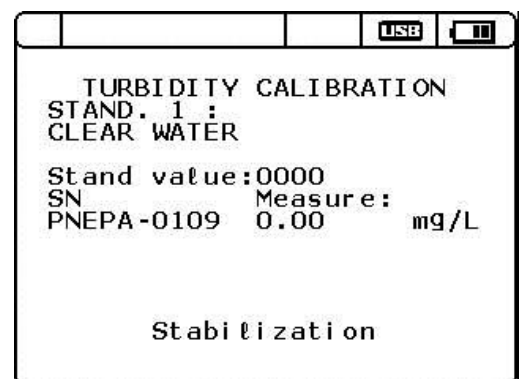 USB
TURBIDITY CALIBRATION
STAND. 1 :
CLEAR WATER
Stand value:0000
SN Measure:
PNEPA-0109 0.00 mg/L
Stabilization